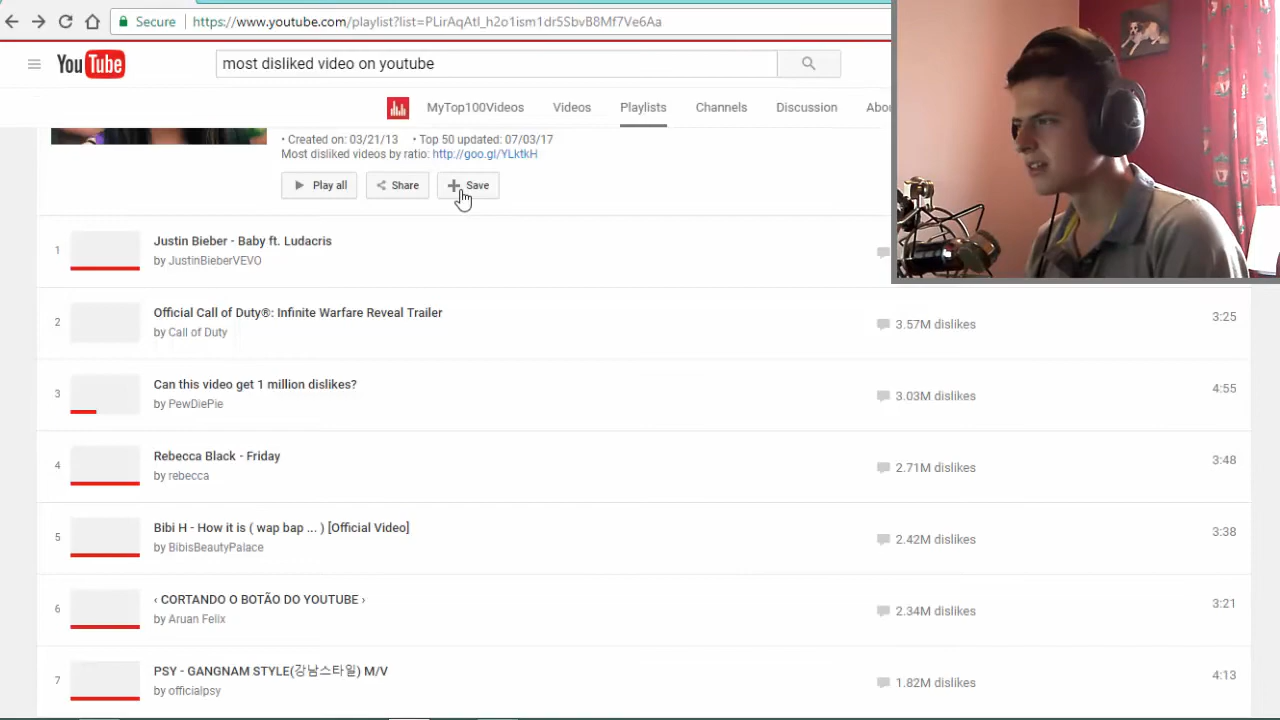 Secure
https://www.youtube.com/playlist?list=PLirAqAtl_h2o1ism1dr5SbvB8Mf7Ve6Aa
YouTube
most disliked video on youtube
MyTop100Videos Videos Playlists Channels Discussion Abou
• Created on: 03/21/13 • Top 50 updated: 07/03/17
Most disliked videos by ratio: http://goo.gl/YLktkH
Play all Share Save
1 Justin Bieber - Baby ft. Ludacris
by JustinBieberVEVO
2 Official Call of Duty®: Infinite Warfare Reveal Trailer
by Call of Duty
3.57M dislikes
3:25
3 Can this video get 1 million dislikes?
by PewDiePie
3.03M dislikes
4:55
4 Rebecca Black - Friday
by rebecca
2.71M dislikes
3:48
5 Bibi H - How it is ( wap bap ... ) [Official Video]
by BibisBeautyPalace
2.42M dislikes
3:38
6 ‹ CORTANDO O BOTÃO DO YOUTUBE ›
by Aruan Felix
2.34M dislikes
3:21
7 PSY - GANGNAM STYLE(강남스타일) M/V
by officialpsy
1.82M dislikes
4:13